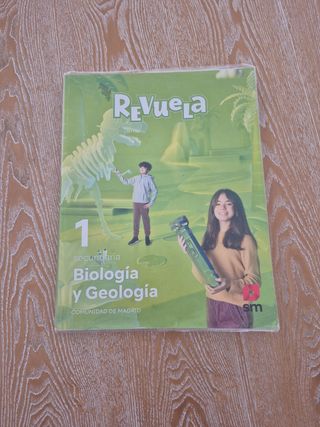 REVUELA
1
secundaria
Biología
y Geología
COMUNIDAD DE MADRID
sm